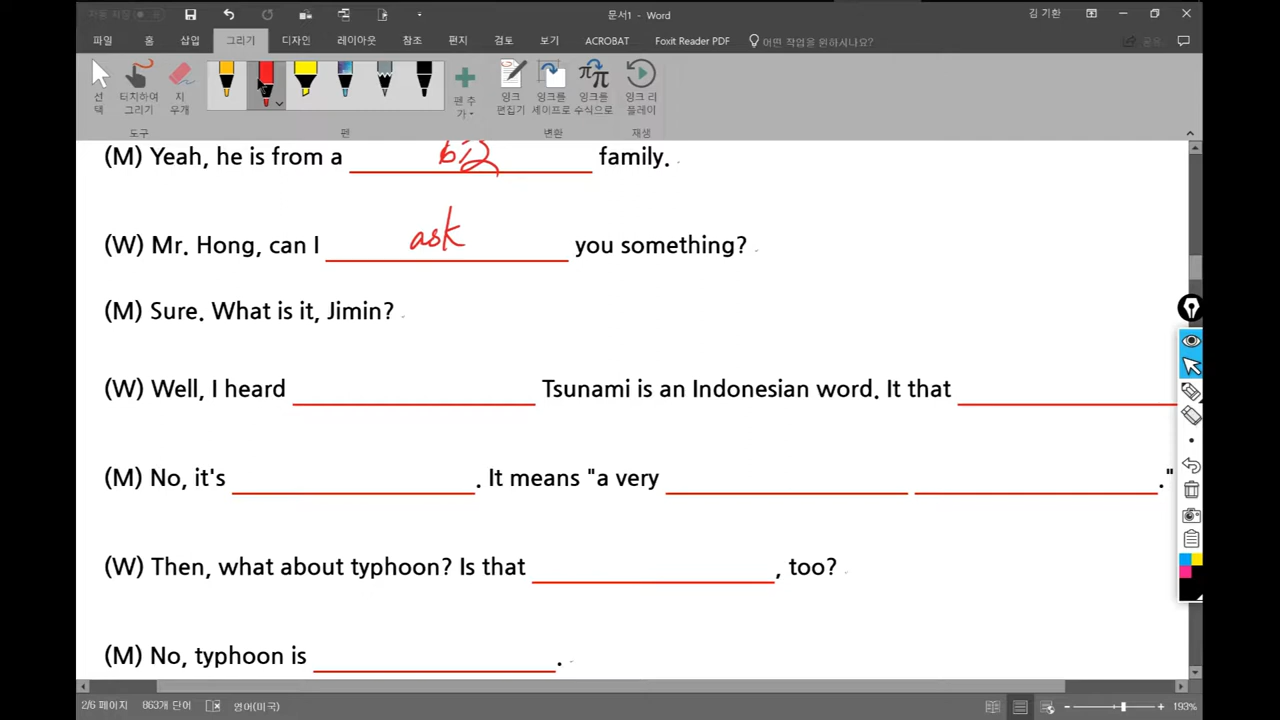 자동 저장
문서1 - Word
김 기환
파일 홈 삽입 그리기 디자인 레이아웃 참조 편지 검토 보기 ACROBAT Foxit Reader PDF 어떤 작업을 원하시나요? 공유
선택 터치하여 그리기 지우개 펜 추가 잉크 편집기 잉크를 셰이프로 잉크를 수식으로 잉크 리플레이
도구 펜 변환 재생
(M) Yeah, he is from a big family.
(W) Mr. Hong, can I ask you something?
(M) Sure. What is it, Jimin?
(W) Well, I heard Tsunami is an Indonesian word. It that
(M) No, it's . It means "a very ."
(W) Then, what about typhoon? Is that , too?
(M) No, typhoon is .
2/6 페이지 863개 단어 영어(미국) 193%